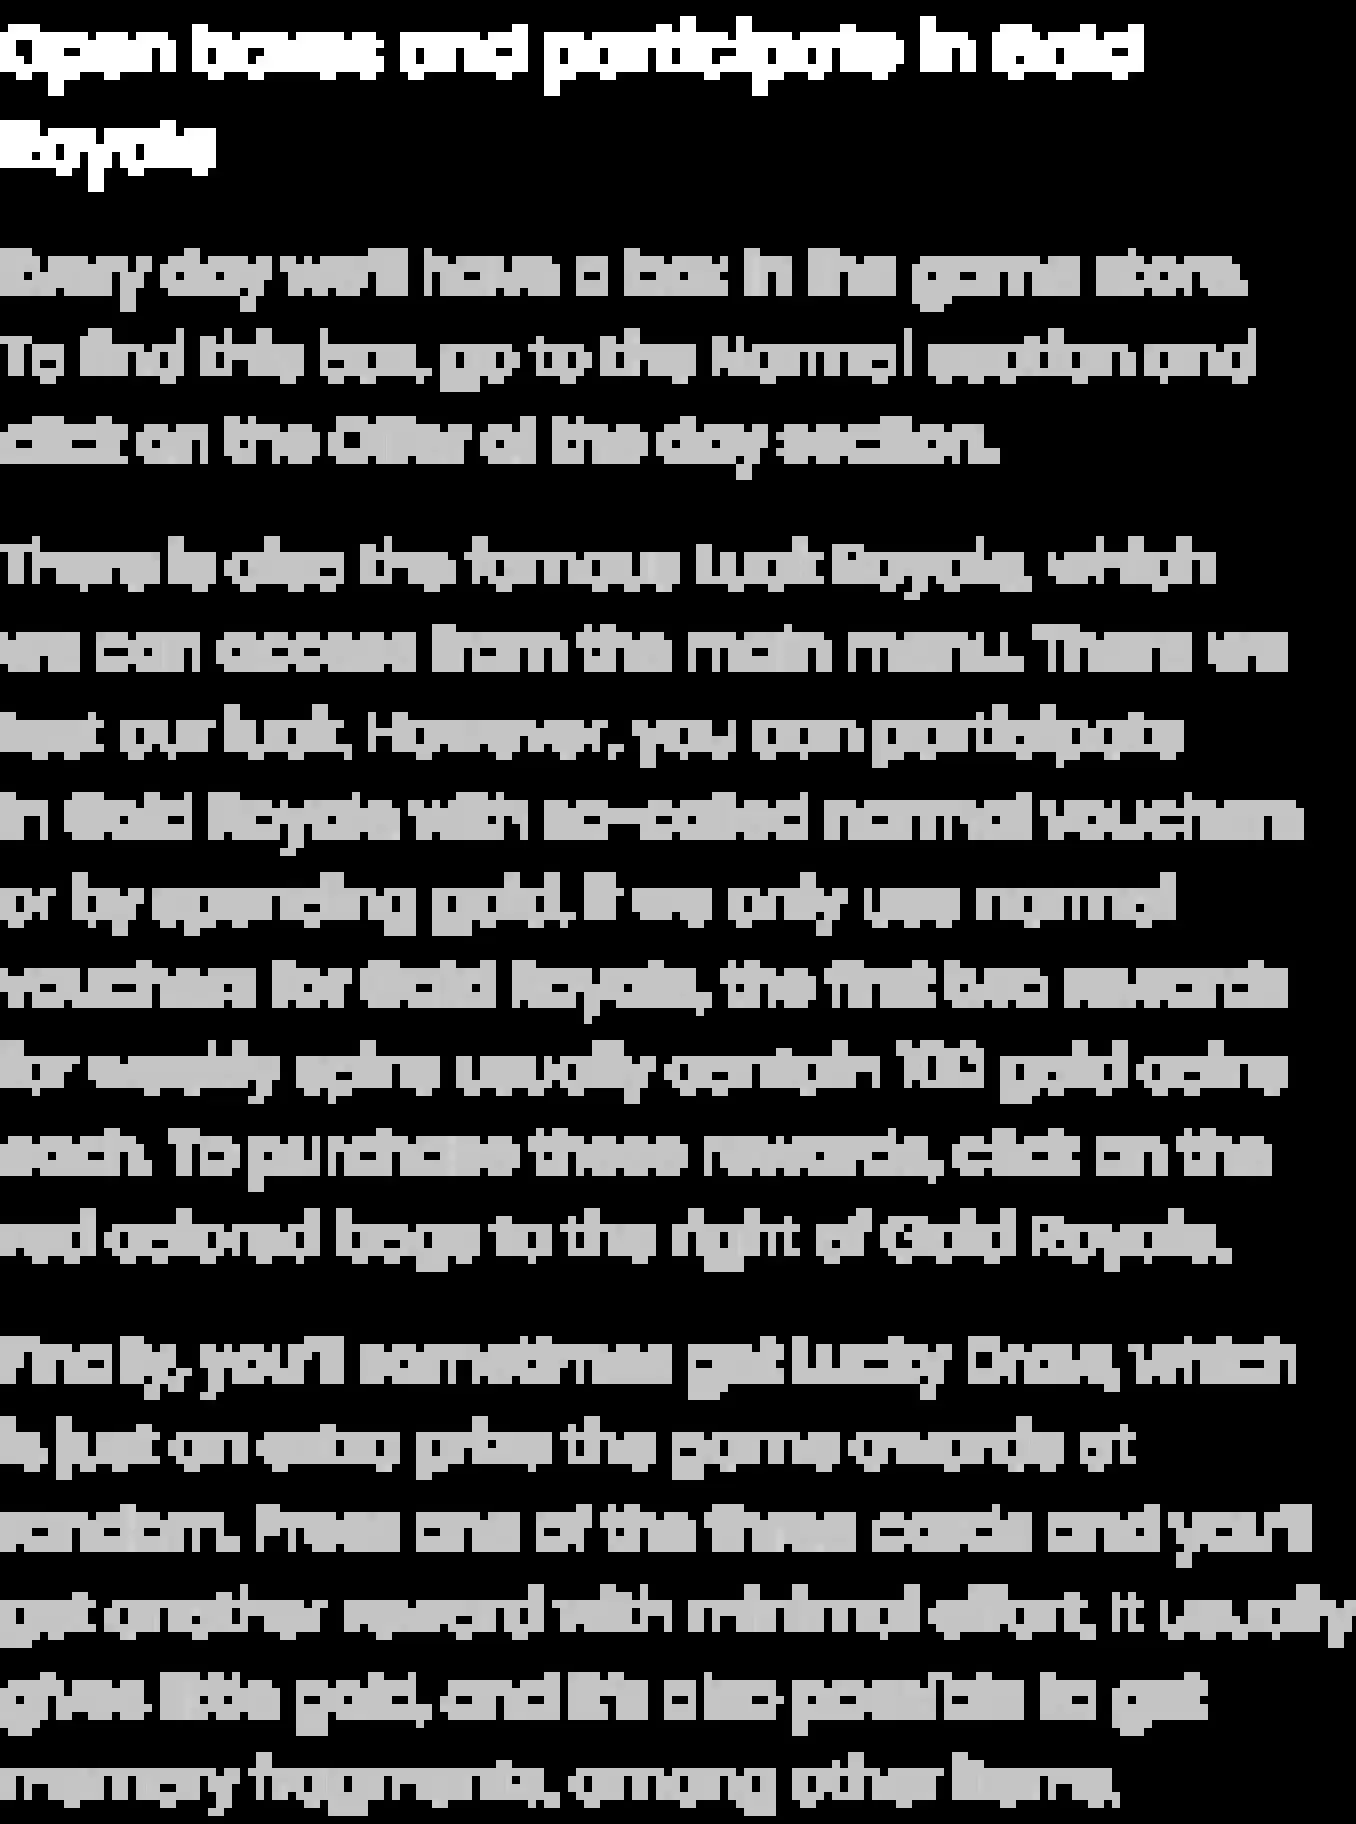 Open boxes and participate in Gold
Royale
Every day we'll have a box in the game store.
To find this box, go to the Normal section and
click on the Offer of the day section.
There is also the famous Luck Royale, which
we can access from the main menu. There we
test our luck. However, you can participate
in Gold Royale with so-called normal vouchers
or by spending gold. If we only use normal
vouchers for Gold Royale, the first two rewards
for weekly spins usually contain 100 gold coins
each. To purchase these rewards, click on the
red colored bags to the right of Gold Royale.
Finally, you'll sometimes get Lucky Draw, which
is just an extra prize the game awards at
random. Press one of the three cards and you'll
get another reward with minimal effort. It usually
gives little gold, and it's also possible to get
memory fragments, among other items.